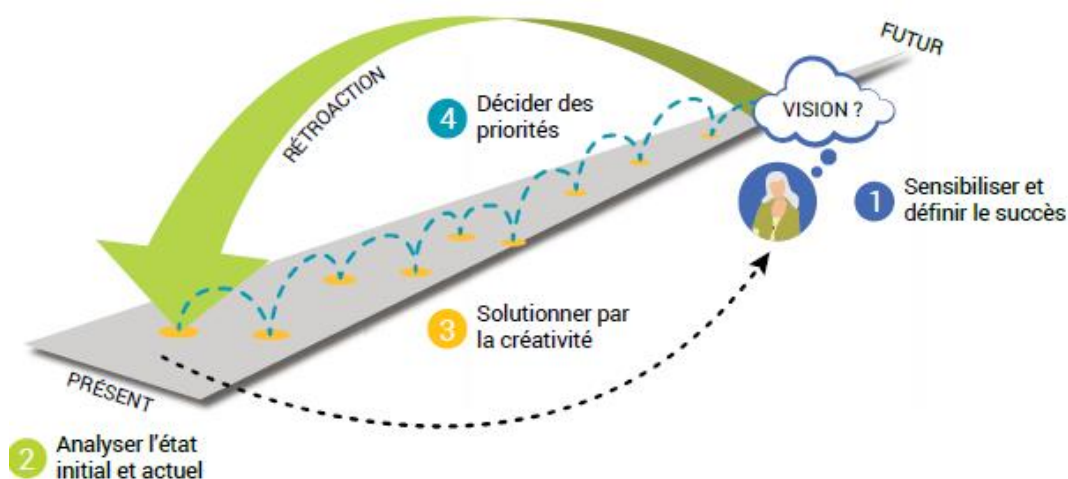 FUTUR
RÉTROACTION
4 Décider des
priorités
VISION ?
1 Sensibiliser et
définir le succès
3 Solutionner par
la créativité
PRÉSENT
2 Analyser l'état
initial et actuel